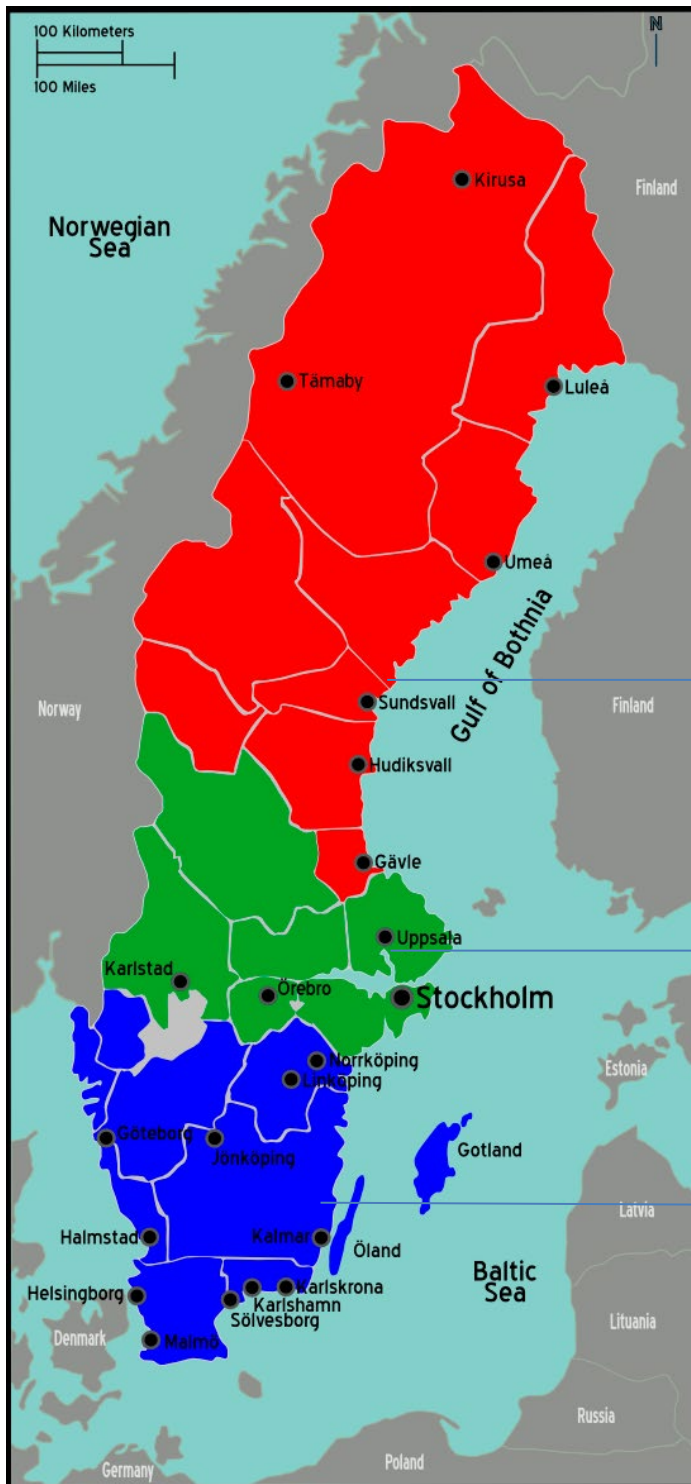 100 Kilometers
100 Miles
N
Kirusa
Finland
Norwegian
Sea
Tärnaby
Luleå
Umeå
Gulf of Bothnia
Norway
Sundsvall
Finland
Hudiksvall
Gävle
Uppsala
Karlstad
Örebro
Stockholm
Norrköping
Linköping
Estonia
Göteborg
Jönköping
Gotland
Latvia
Halmstad
Kalmar
Öland
Baltic
Sea
Helsingborg
Karlskrona
Karlshamn
Sölvesborg
Lituania
Denmark
Malmö
Russia
Poland
Germany